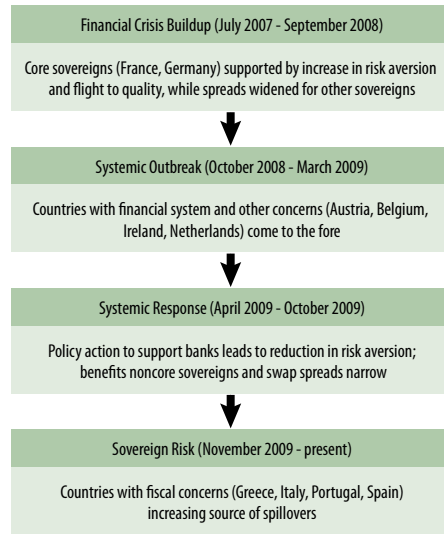 Financial Crisis Buildup (July 2007 - September 2008)
Core sovereigns (France, Germany) supported by increase in risk aversion
and flight to quality, while spreads widened for other sovereigns
Systemic Outbreak (October 2008 - March 2009)
Countries with financial system and other concerns (Austria, Belgium,
Ireland, Netherlands) come to the fore
Systemic Response (April 2009 - October 2009)
Policy action to support banks leads to reduction in risk aversion;
benefits noncore sovereigns and swap spreads narrow
Sovereign Risk (November 2009 - present)
Countries with fiscal concerns (Greece, Italy, Portugal, Spain)
increasing source of spillovers